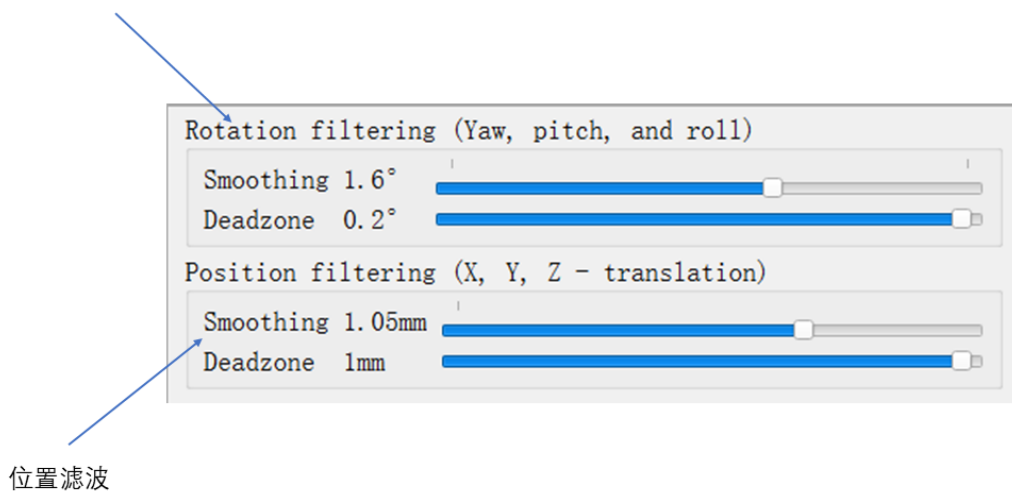 Rotation filtering (Yaw, pitch, and roll)
Smoothing 1.6°
Deadzone 0.2°
Position filtering (X, Y, Z - translation)
Smoothing 1.05mm
Deadzone 1mm
位置滤波